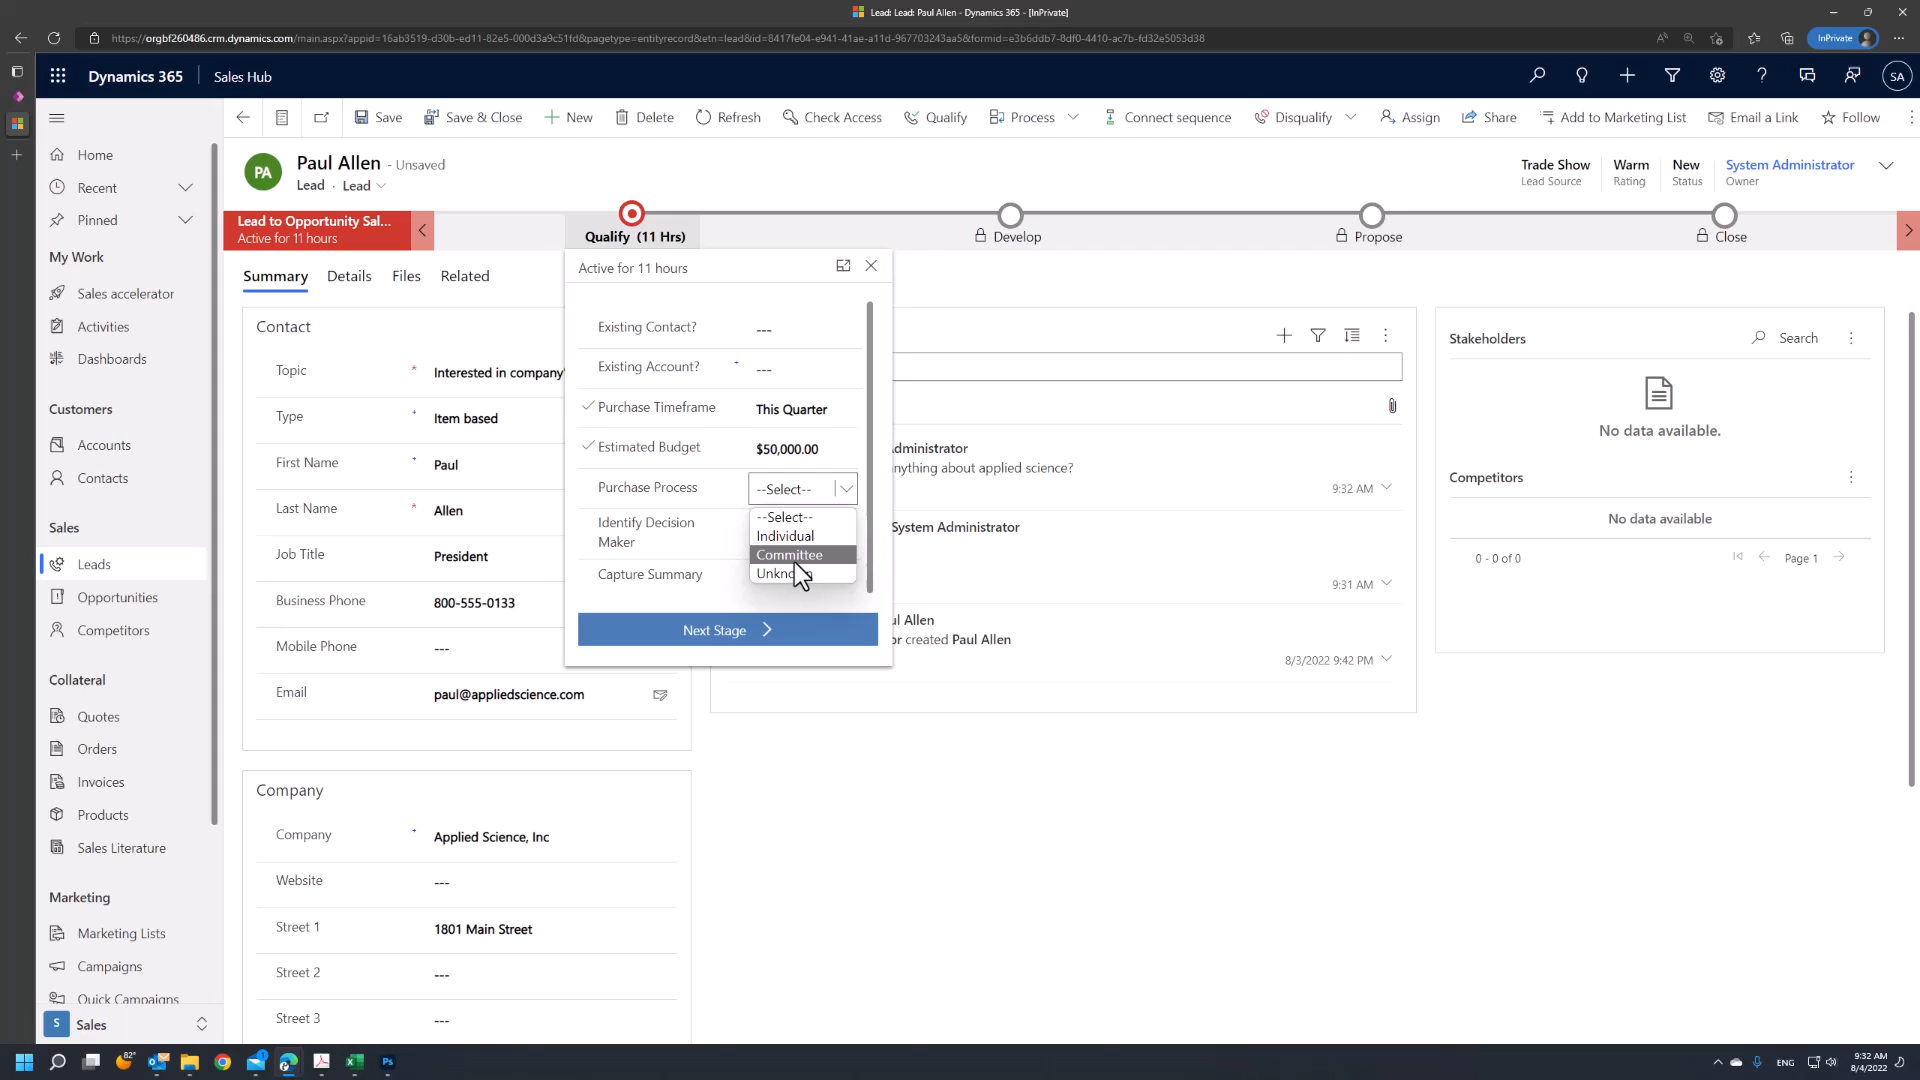 Lead: Lead: Paul Allen - Dynamics 365 - [InPrivate]
https://orgbf260486.crm.dynamics.com/main.aspx?appid=16ab3519-d30b-ed11-82e5-000d3a9c51fd&pagetype=entityrecord&etn=lead&id=8417fe04-e941-41ae-a11d-967703243aa5&formid=e3b6ddb7-8df0-4410-ac7b-fd32e5053d38
InPrivate
Dynamics 365
Sales Hub
SA
Save
Save & Close
New
Delete
Refresh
Check Access
Qualify
Process
Connect sequence
Disqualify
Assign
Share
Add to Marketing List
Email a Link
Follow
Home
Recent
Pinned
My Work
Sales accelerator
Activities
Dashboards
Customers
Accounts
Contacts
Sales
Leads
Opportunities
Competitors
Collateral
Quotes
Orders
Invoices
Products
Sales Literature
Marketing
Marketing Lists
Campaigns
Quick Campaigns
S Sales
PA
Paul Allen - Unsaved
Lead · Lead
Trade Show
Lead Source
Warm
Rating
New
Status
System Administrator
Owner
Lead to Opportunity Sal...
Active for 11 hours
Qualify (11 Hrs)
Develop
Propose
Close
Summary
Details
Files
Related
Contact
Topic * Interested in company'
Type + Item based
First Name + Paul
Last Name * Allen
Job Title President
Business Phone 800-555-0133
Mobile Phone ---
Email paul@appliedscience.com
Company
Company + Applied Science, Inc
Website ---
Street 1 1801 Main Street
Street 2 ---
Street 3 ---
Active for 11 hours
Existing Contact? ---
Existing Account? + ---
Purchase Timeframe This Quarter
Estimated Budget $50,000.00
Purchase Process --Select--
--Select--
Individual
Committee
Identify Decision
Maker
Capture Summary
Next Stage
dministrator
nything about applied science?
9:32 AM
System Administrator
9:31 AM
ul Allen
or created Paul Allen
8/3/2022 9:42 PM
Stakeholders
Search
No data available.
Competitors
No data available
0 - 0 of 0
Page 1
82°
ENG
9:32 AM
8/4/2022